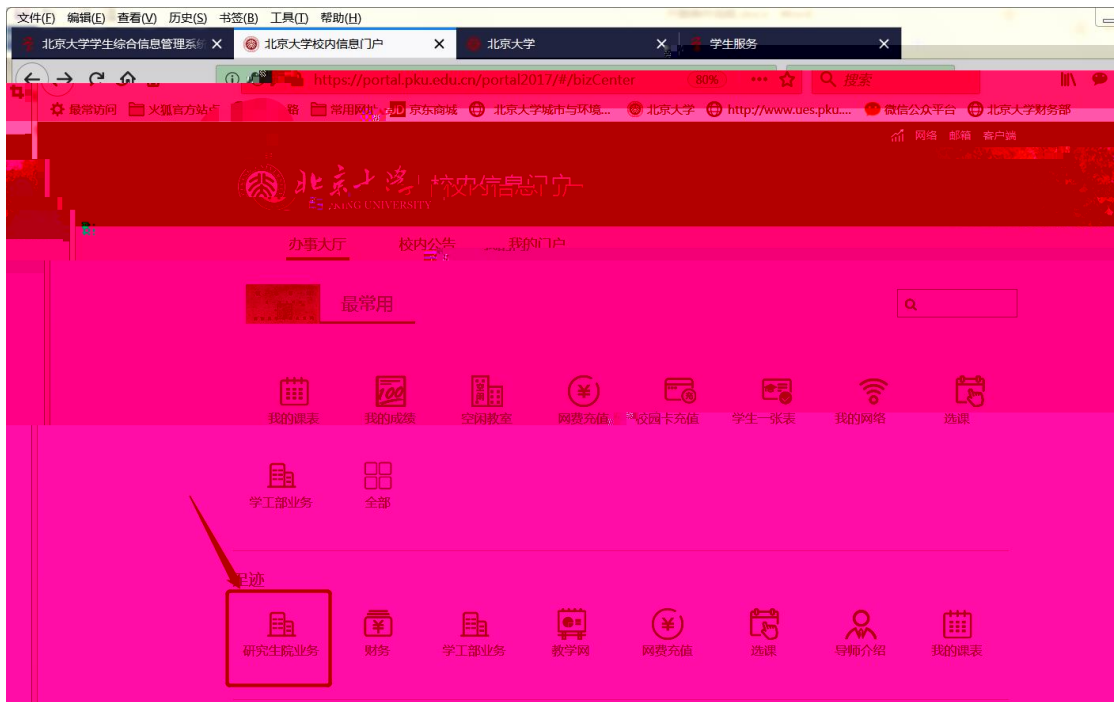 文件(F) 编辑(E) 查看(V) 历史(S) 书签(B) 工具(T) 帮助(H)
北京大学学生综合信息管理系统 北京大学校内信息门户 北京大学 学生服务
https://portal.pku.edu.cn/portal2017/#/bizCenter 80% 搜索
最常访问 火狐官方站点 常用网址 京东商城 北京大学城市与环境... 北京大学 http://www.ues.pku.... 微信公众平台 北京大学财务部
网络 邮箱 客户端
北京大学 校内信息门户
PEKING UNIVERSITY
办事大厅 校内公告 我的门户
最常用
我的课表 我的成绩 空闲教室 网费充值 校园卡充值 学生一张表 我的网络 选课
学工部业务 全部
足迹
研究生院业务 财务 学工部业务 教学网 网费充值 选课 导师介绍 我的课表